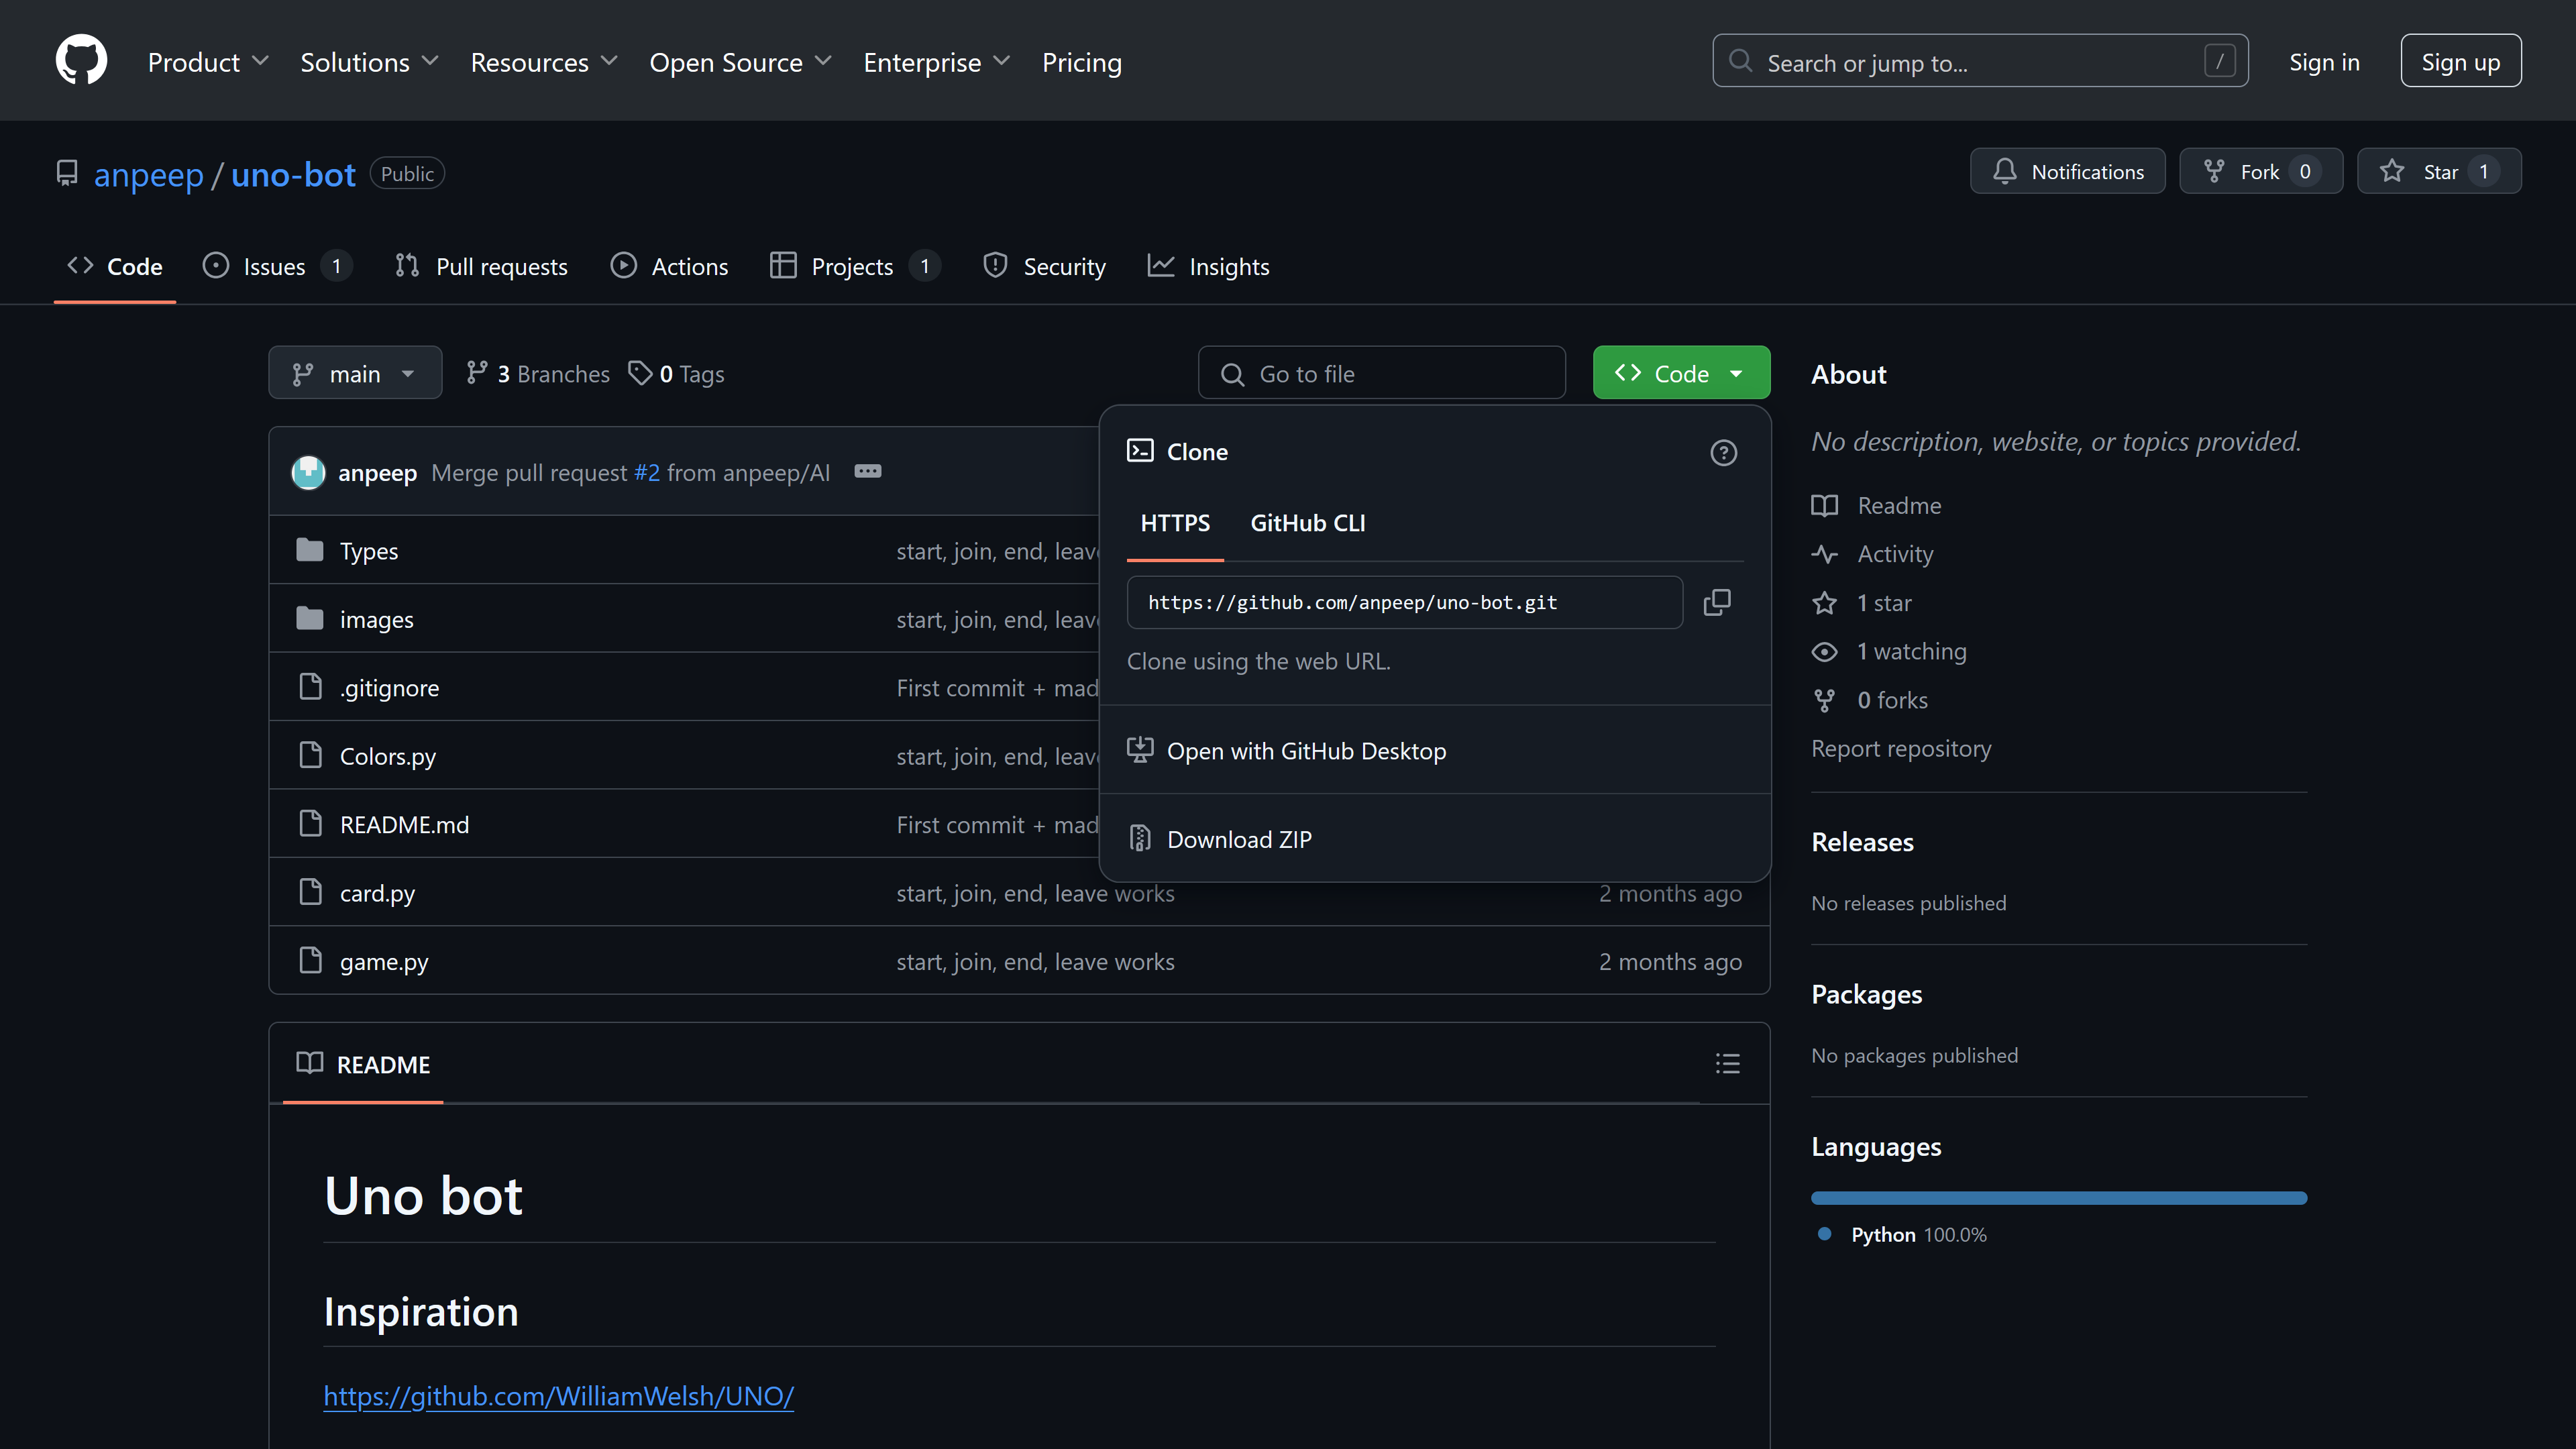 Product Solutions Resources Open Source Enterprise Pricing Search or jump to... / Sign in Sign up
anpeep / uno-bot Public Notifications Fork 0 Star 1
Code Issues 1 Pull requests Actions Projects 1 Security Insights
main 3 Branches 0 Tags Go to file Code
anpeep Merge pull request #2 from anpeep/AI
Types start, join, end, leave
images start, join, end, leave
.gitignore First commit + mad
Colors.py start, join, end, leave
README.md First commit + mad
card.py start, join, end, leave works 2 months ago
game.py start, join, end, leave works 2 months ago
Clone
HTTPS GitHub CLI
https://github.com/anpeep/uno-bot.git
Clone using the web URL.
Open with GitHub Desktop
Download ZIP
README
Uno bot
Inspiration
https://github.com/WilliamWelsh/UNO/
About
No description, website, or topics provided.
Readme
Activity
1 star
1 watching
0 forks
Report repository
Releases
No releases published
Packages
No packages published
Languages
Python 100.0%